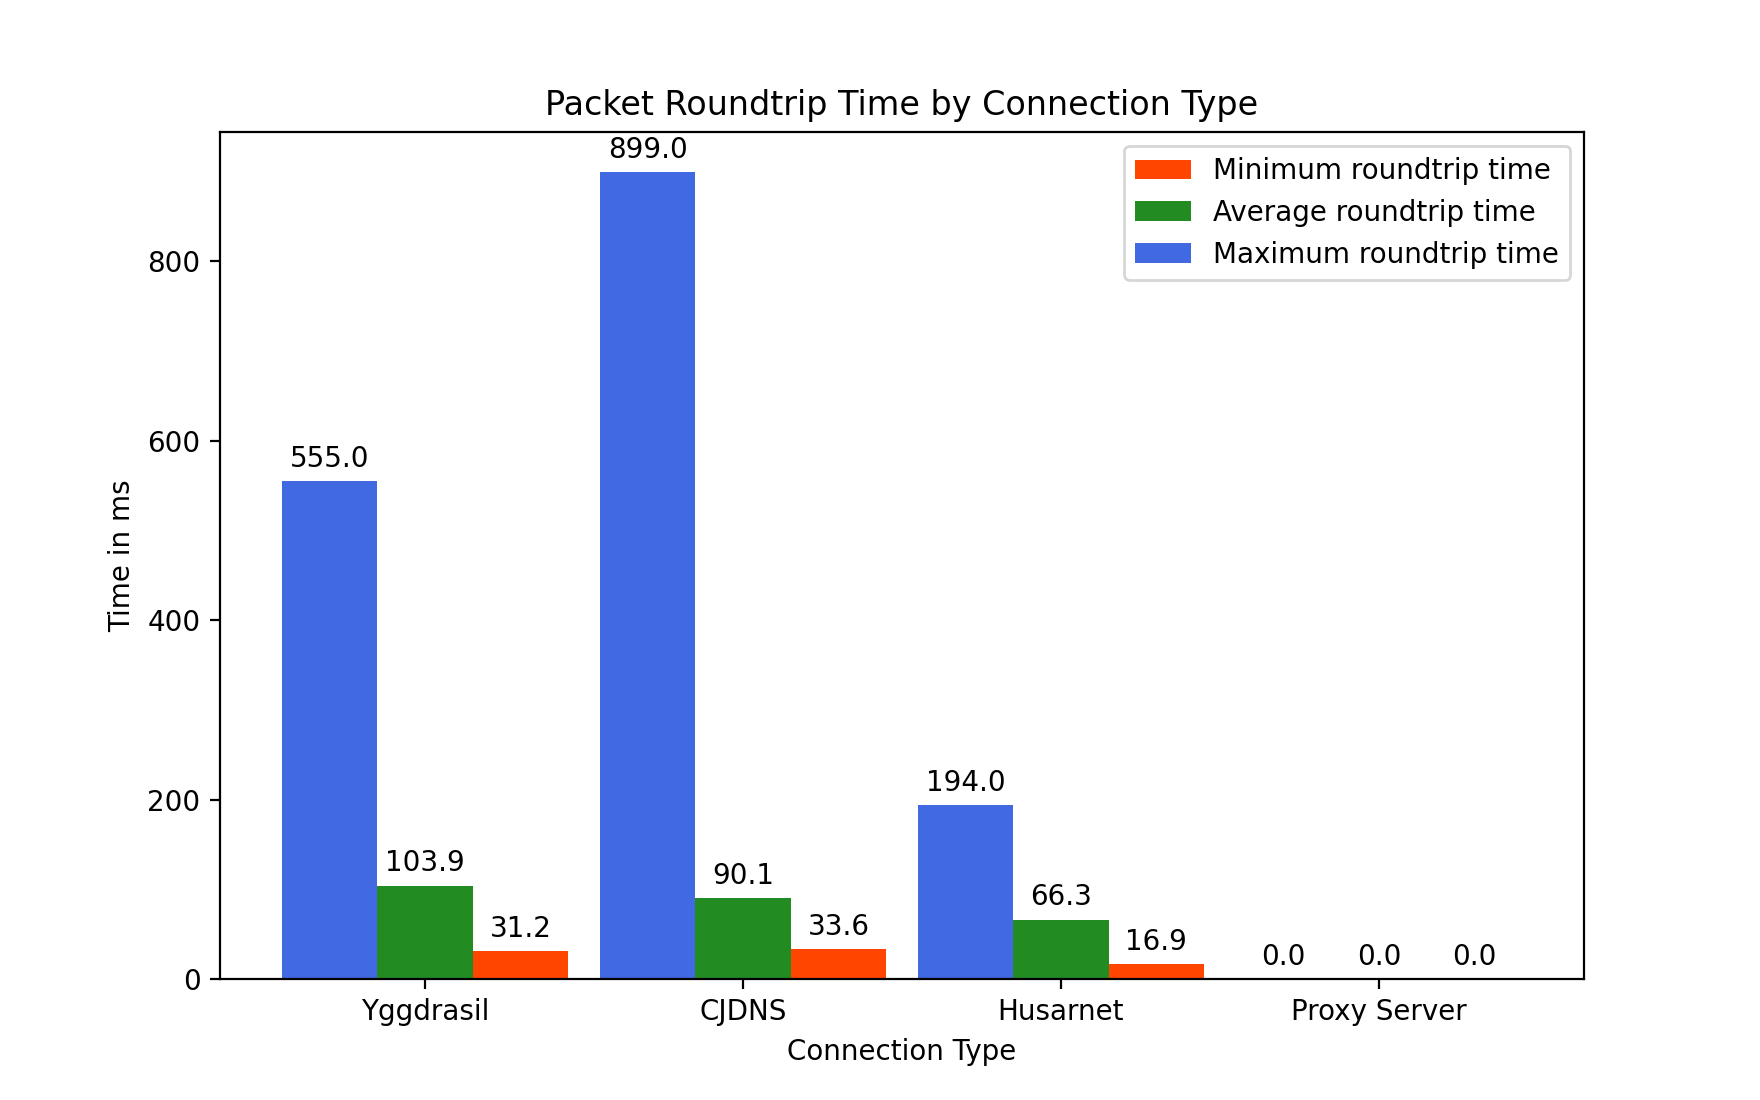 Packet Roundtrip Time by Connection Type
Minimum roundtrip time
Average roundtrip time
Maximum roundtrip time
Time in ms
800
600
400
200
0
555.0
103.9
31.2
899.0
90.1
33.6
194.0
66.3
16.9
0.0
0.0
0.0
Yggdrasil
CJDNS
Husarnet
Proxy Server
Connection Type